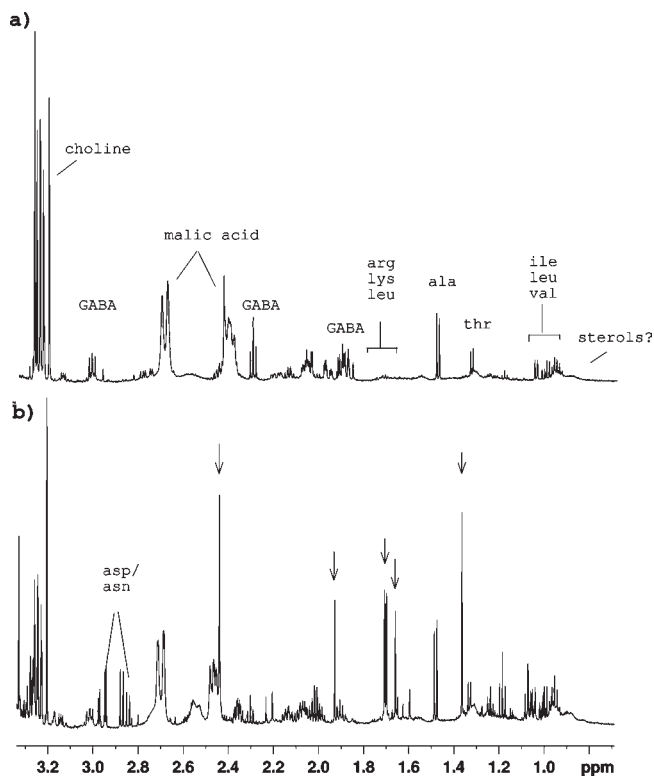 a)
choline
malic acid
GABA
GABA
GABA
arg
lys
leu
ala
thr
ile
leu
val
sterols?
b)
asp/
asn
3.2 3.0 2.8 2.6 2.4 2.2 2.0 1.8 1.6 1.4 1.2 1.0 ppm